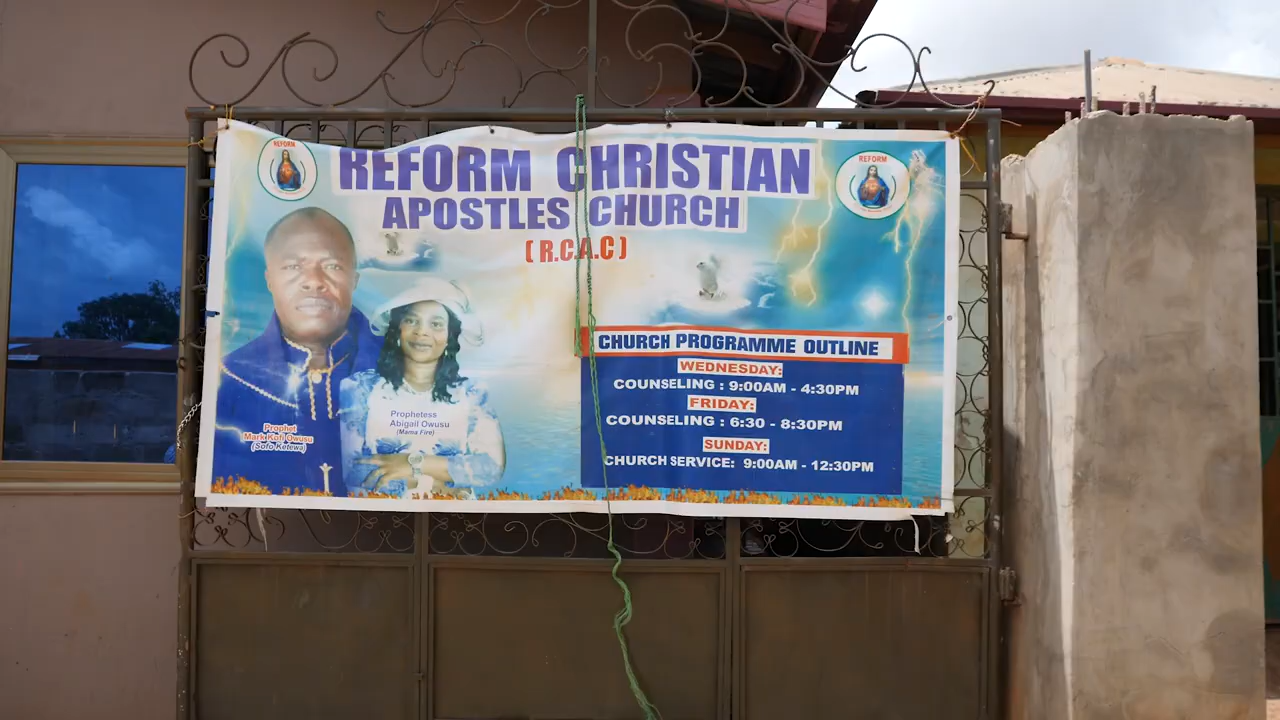 REFORM
REFORM CHRISTIAN
APOSTLES CHURCH
( R.C.A.C )
REFORM
CHURCH PROGRAMME OUTLINE
WEDNESDAY:
COUNSELING : 9:00AM - 4:30PM
FRIDAY:
COUNSELING : 6:30 - 8:30PM
SUNDAY:
CHURCH SERVICE: 9:00AM - 12:30PM
Prophet
Mark Kofi Owusu
(Sofo Ketewa)
Prophetess
Abigail Owusu
(Mama Fire)